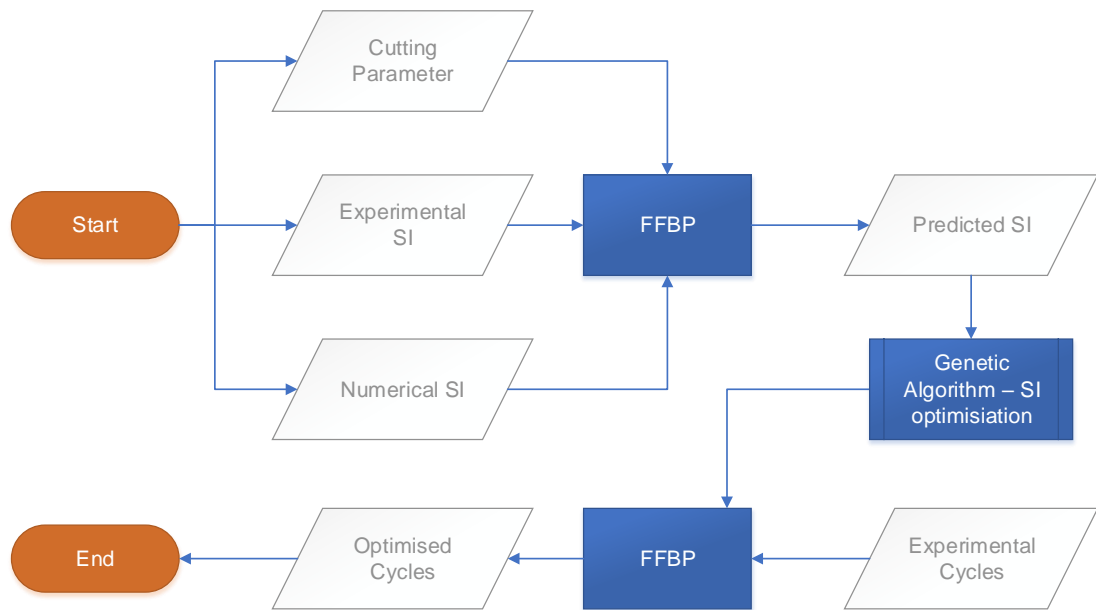 Cutting
Parameter
Start
Experimental
SI
FFBP
Predicted SI
Numerical SI
Genetic
Algorithm – SI
optimisiation
End
Optimised
Cycles
FFBP
Experimental
Cycles